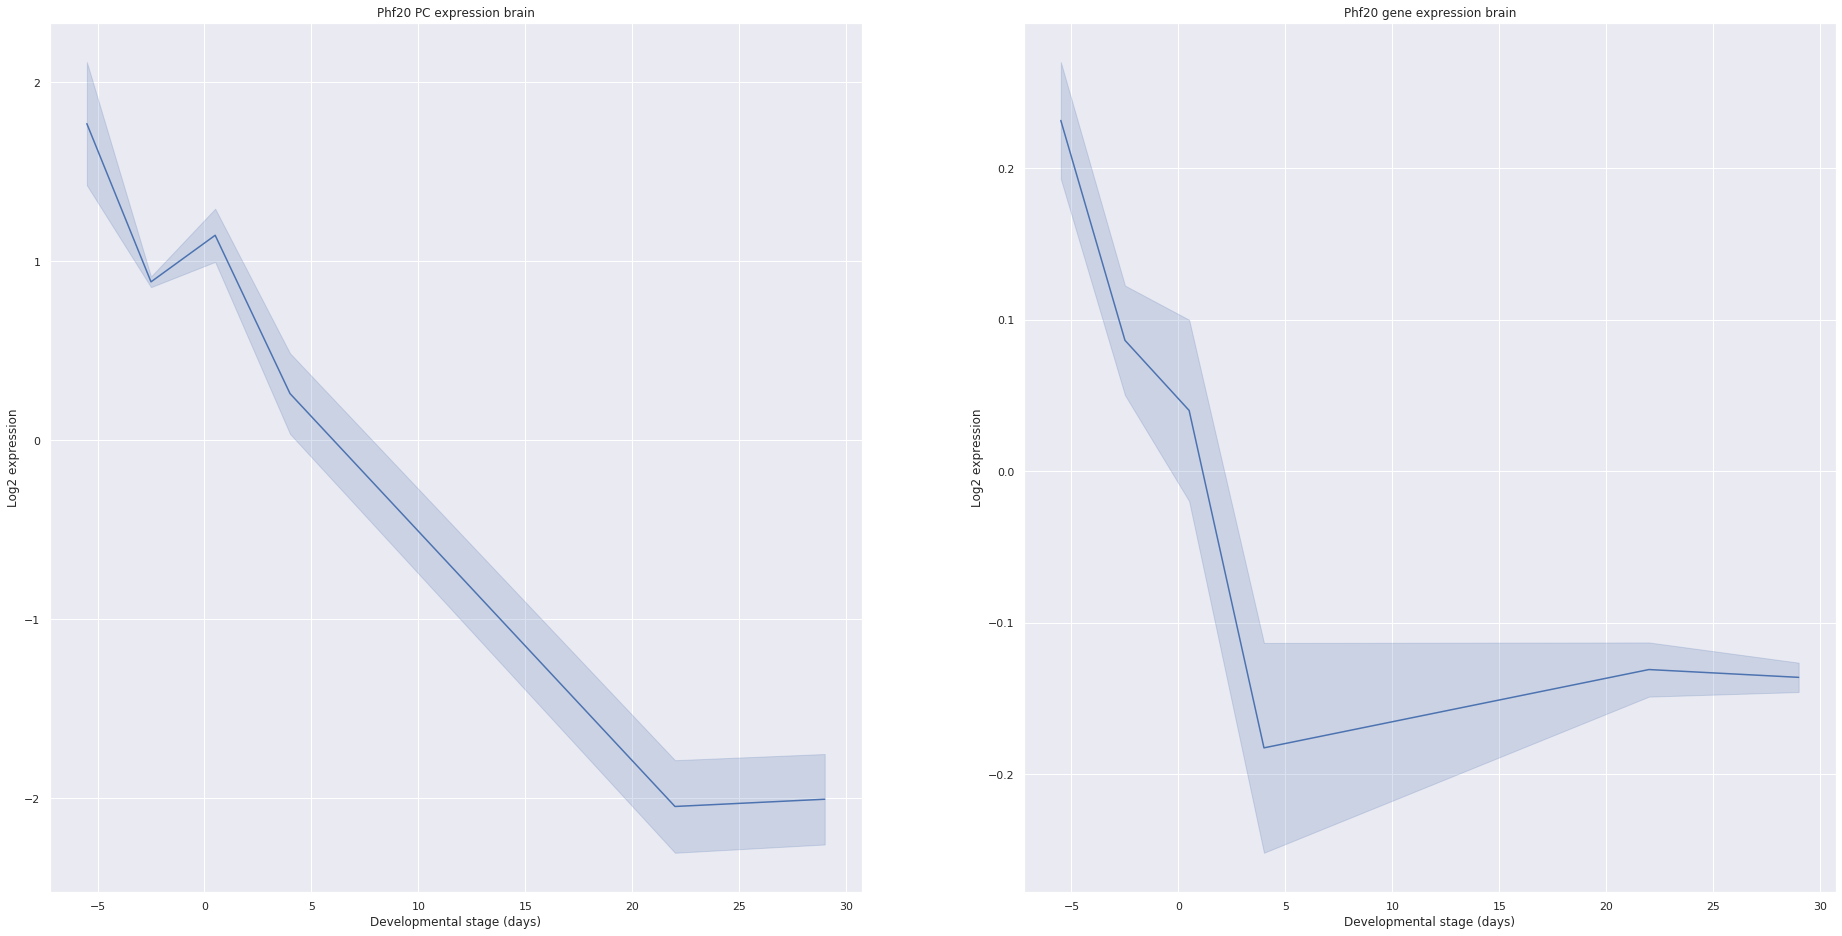 Phf20 PC expression brain
Log2 expression
2
1
0
−1
−2
−5 0 5 10 15 20 25 30
Developmental stage (days)
Phf20 gene expression brain
Log2 expression
0.2
0.1
0.0
−0.1
−0.2
−5 0 5 10 15 20 25 30
Developmental stage (days)